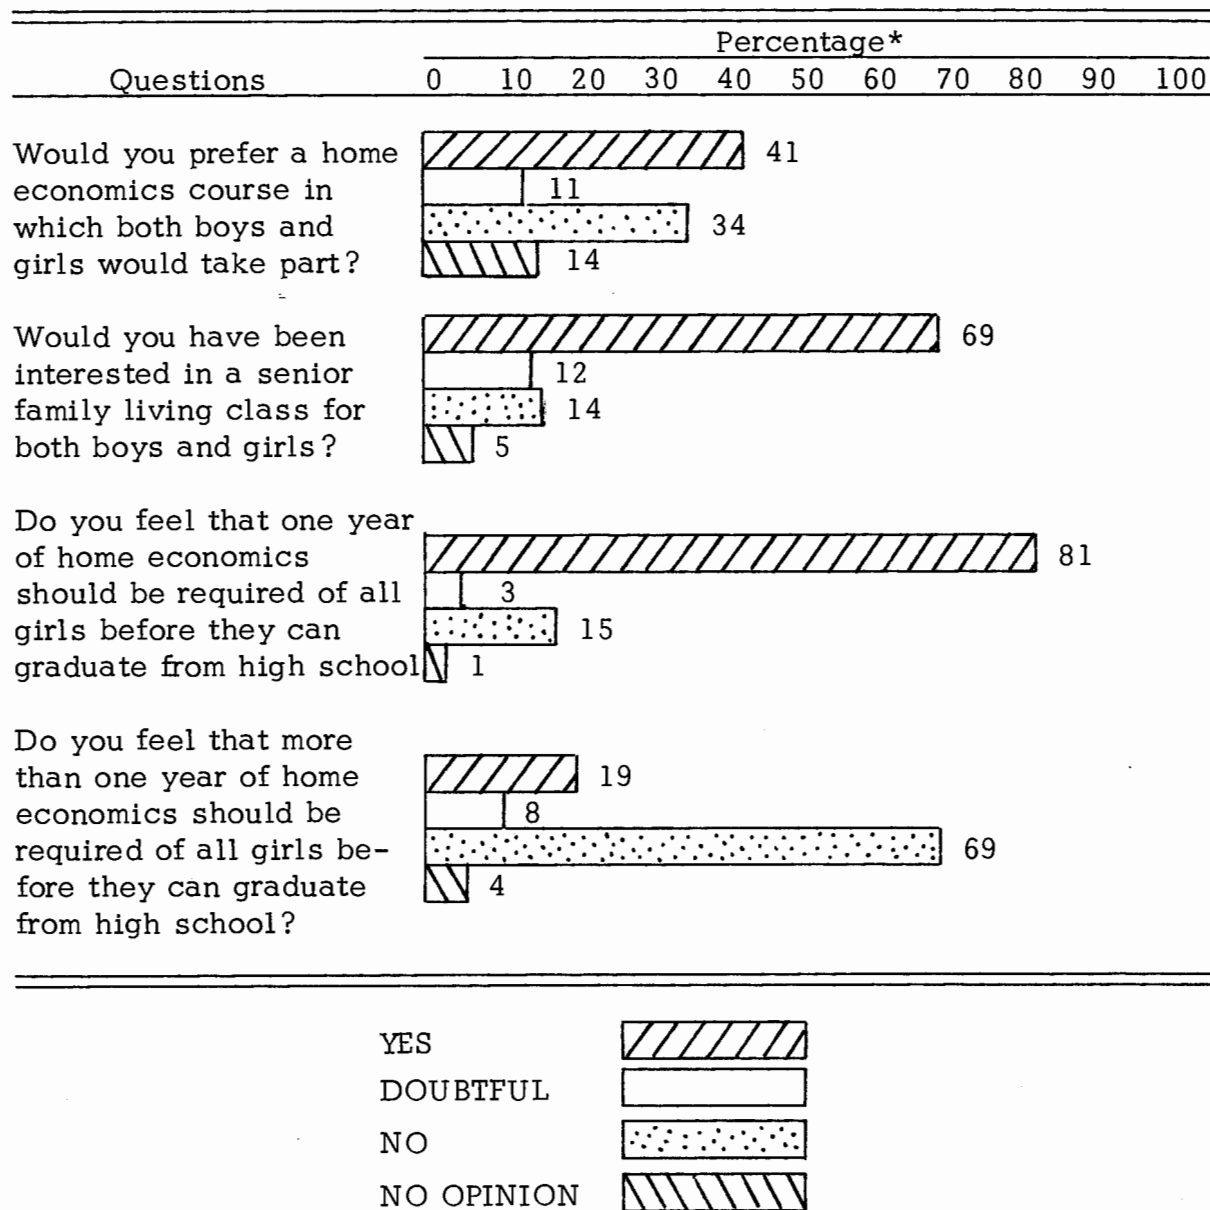 Percentage*
Questions 0 10 20 30 40 50 60 70 80 90 100
Would you prefer a home 41
economics course in 11
which both boys and 34
girls would take part? 14
Would you have been 69
interested in a senior 12
family living class for 14
both boys and girls? 5
Do you feel that one year
of home economics 81
should be required of all 3
girls before they can 15
graduate from high school 1
Do you feel that more
than one year of home 19
economics should be 8
required of all girls be- 69
fore they can graduate 4
from high school?
YES
DOUBTFUL
NO
NO OPINION